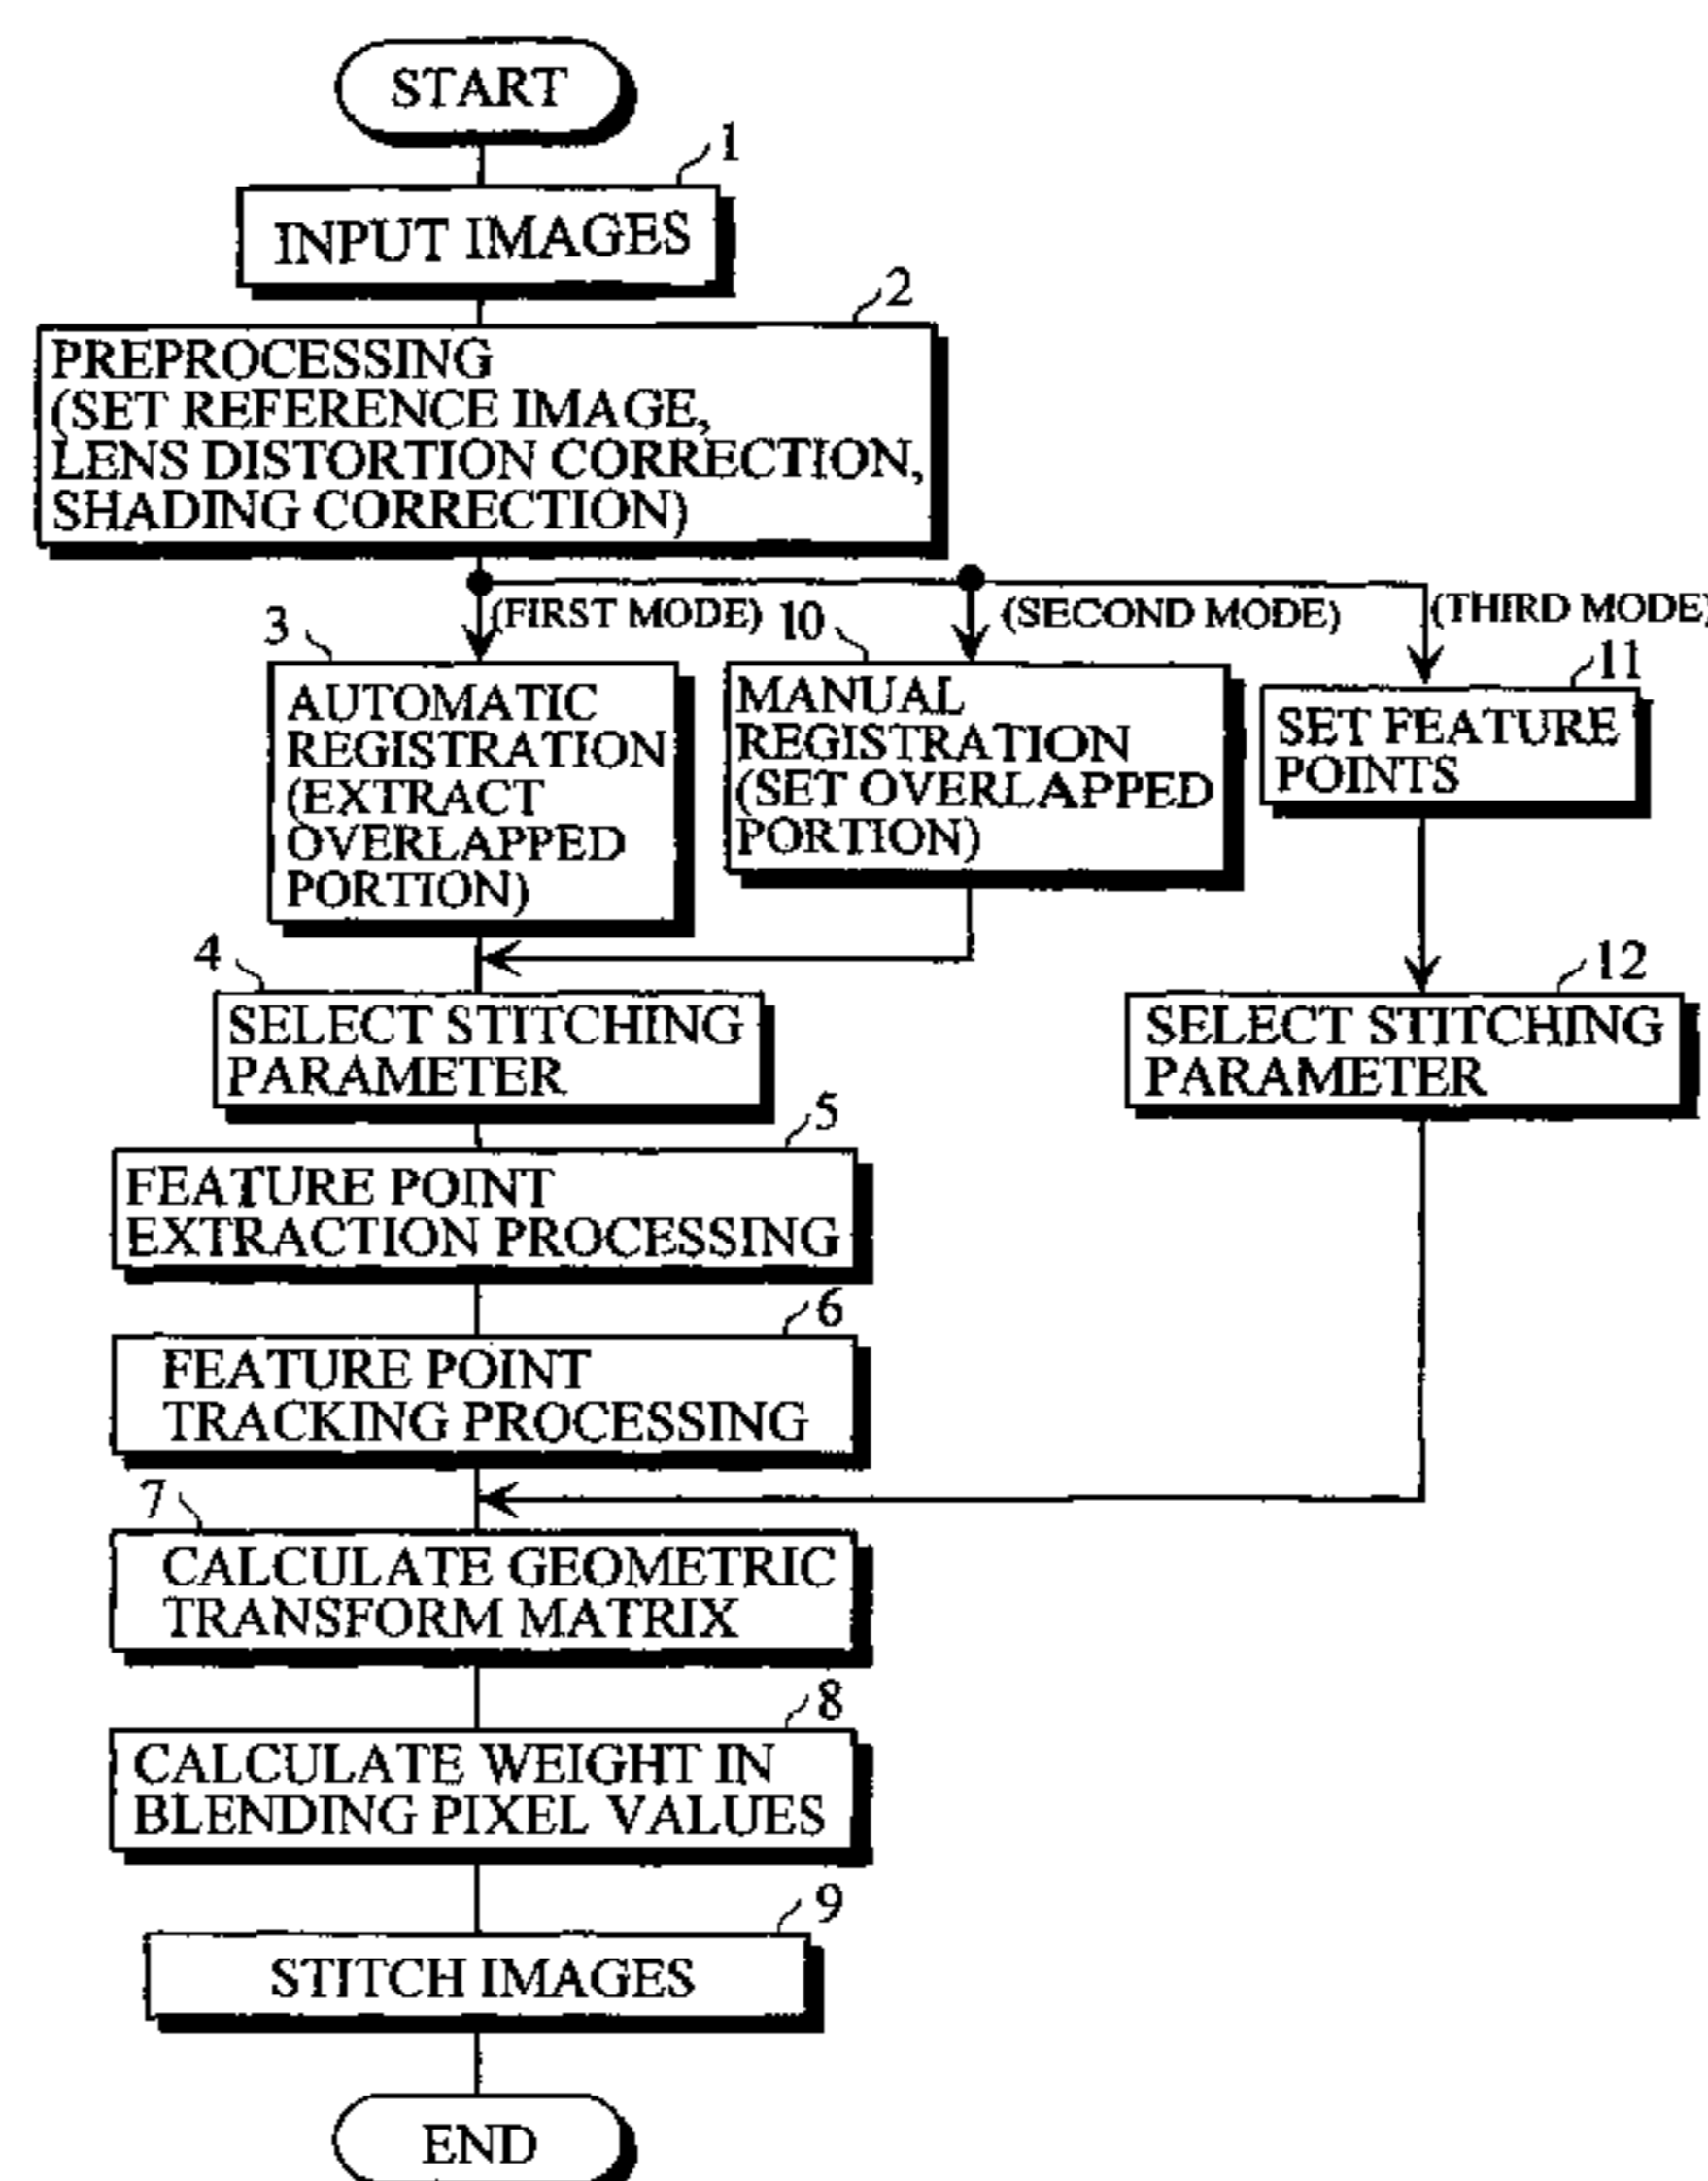 START
1
INPUT IMAGES
2
PREPROCESSING
(SET REFERENCE IMAGE,
LENS DISTORTION CORRECTION,
SHADING CORRECTION)
(FIRST MODE)
(SECOND MODE)
(THIRD MODE)
3
AUTOMATIC
REGISTRATION
(EXTRACT
OVERLAPPED
PORTION)
10
MANUAL
REGISTRATION
(SET OVERLAPPED
PORTION)
11
SET FEATURE
POINTS
4
SELECT STITCHING
PARAMETER
12
SELECT STITCHING
PARAMETER
5
FEATURE POINT
EXTRACTION PROCESSING
6
FEATURE POINT
TRACKING PROCESSING
7
CALCULATE GEOMETRIC
TRANSFORM MATRIX
8
CALCULATE WEIGHT IN
BLENDING PIXEL VALUES
9
STITCH IMAGES
END